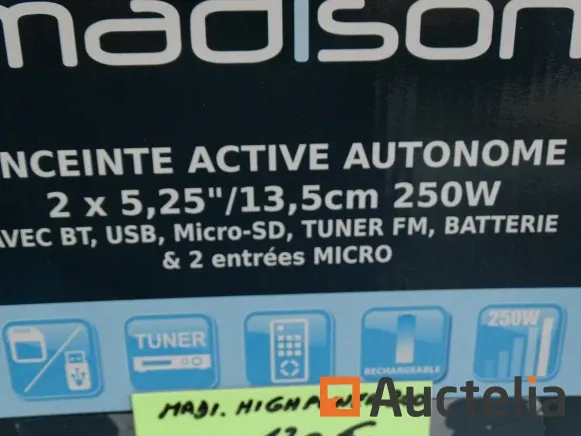 madison
NCEINTE ACTIVE AUTONOME
2 x 5,25"/13,5cm 250W
AVEC BT, USB, Micro-SD, TUNER FM, BATTERIE
& 2 entrées MICRO
TUNER
RECHARGEABLE
250W
MADI.
Auctelia